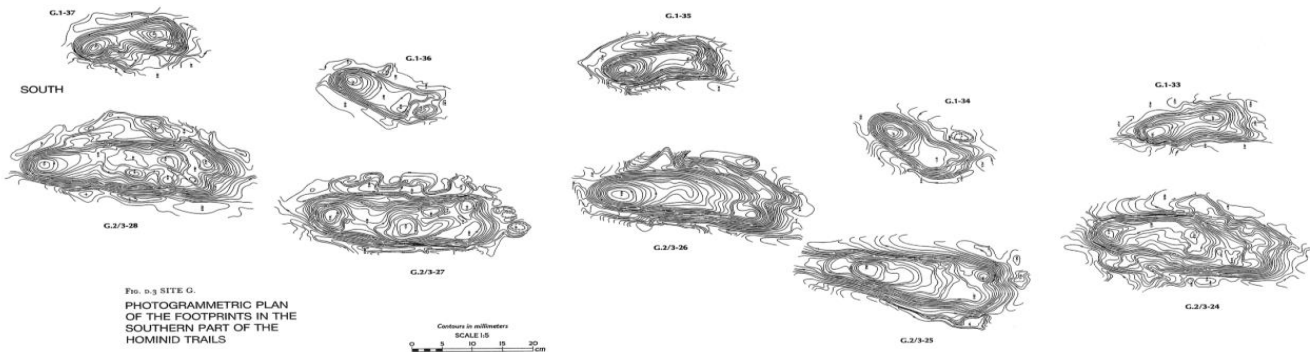 G.1-37
G.1-36
G.1-35
G.1-34
G.1-33
SOUTH
G.2/3-28
G.2/3-27
G.2/3-26
G.2/3-25
G.2/3-24
Fig. D.3 SITE G.
PHOTOGRAMMETRIC PLAN
OF THE FOOTPRINTS IN THE
SOUTHERN PART OF THE
HOMINID TRAILS
Contours in millimeters
SCALE 1:5
0 5 10 15 20
cm